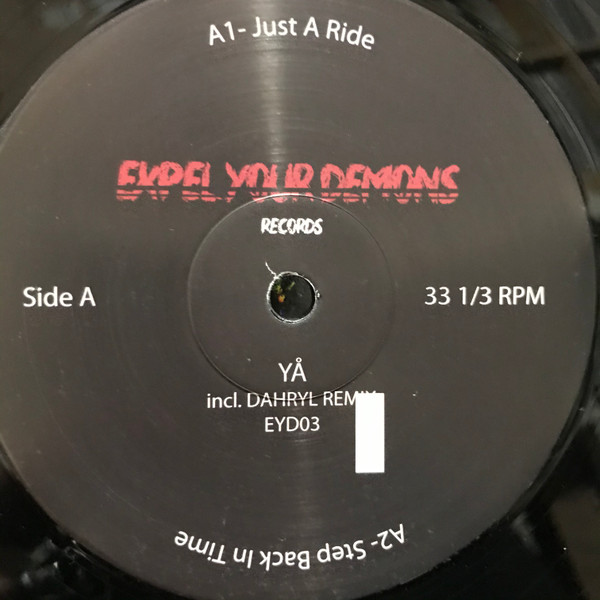 A1- Just A Ride
EXPEL YOUR DEMONS
RECORDS
Side A
33 1/3 RPM
YÅ
incl. DAHRYL REMIX
EYD03
A2- Step Back In Time